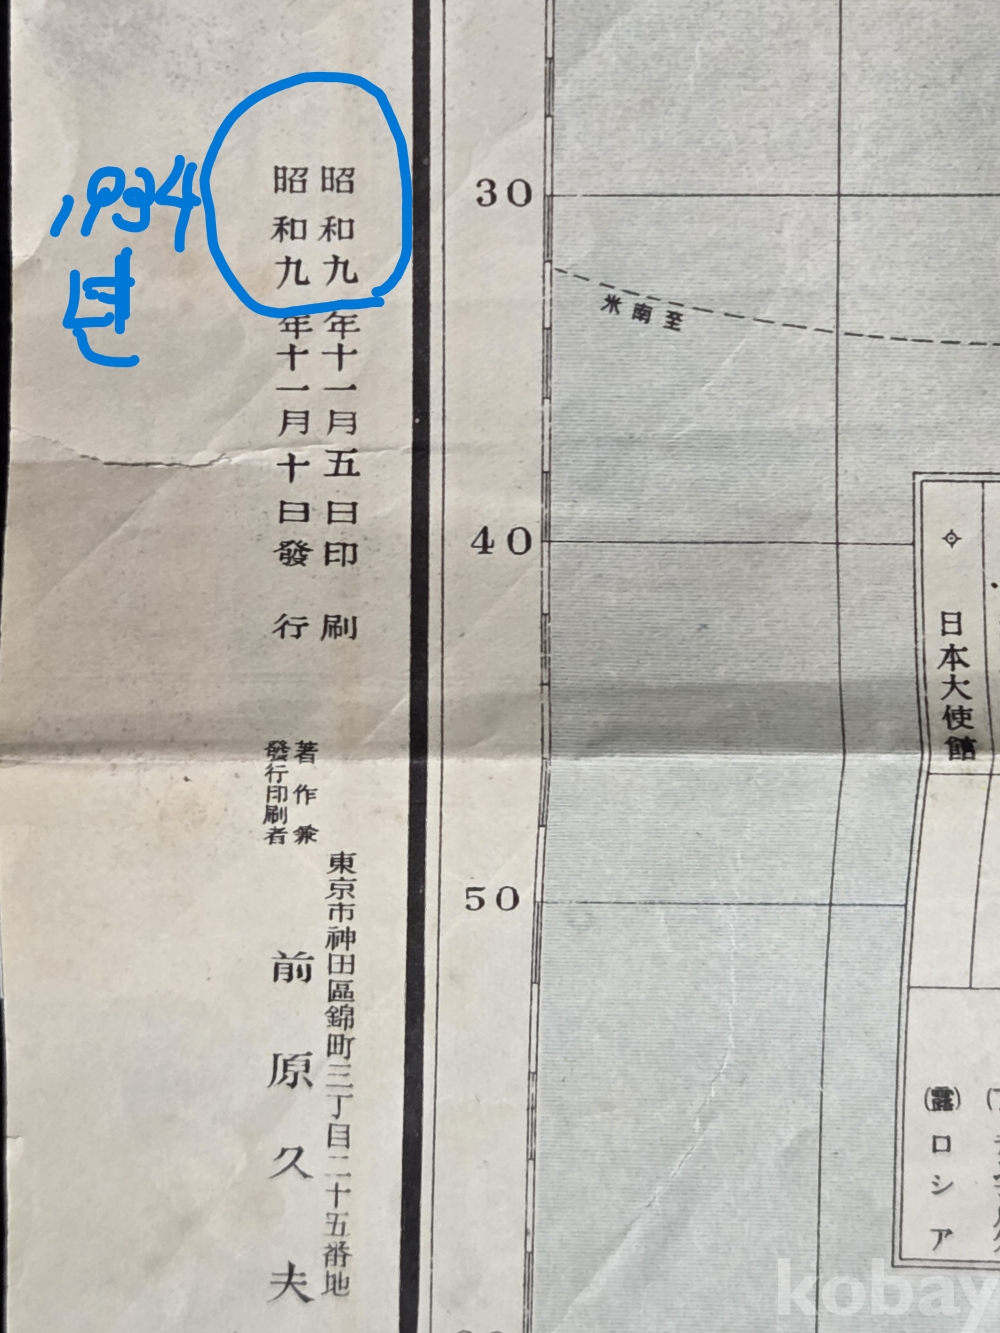 1934
년
昭和九年十一月五日印刷
昭和九年十一月十日發行
著作兼
發行印刷者
東京市神田區錦町三丁目二十五番地
前原久夫
30
40
50
米南至
日本大使館
(露)ロシア
kobay